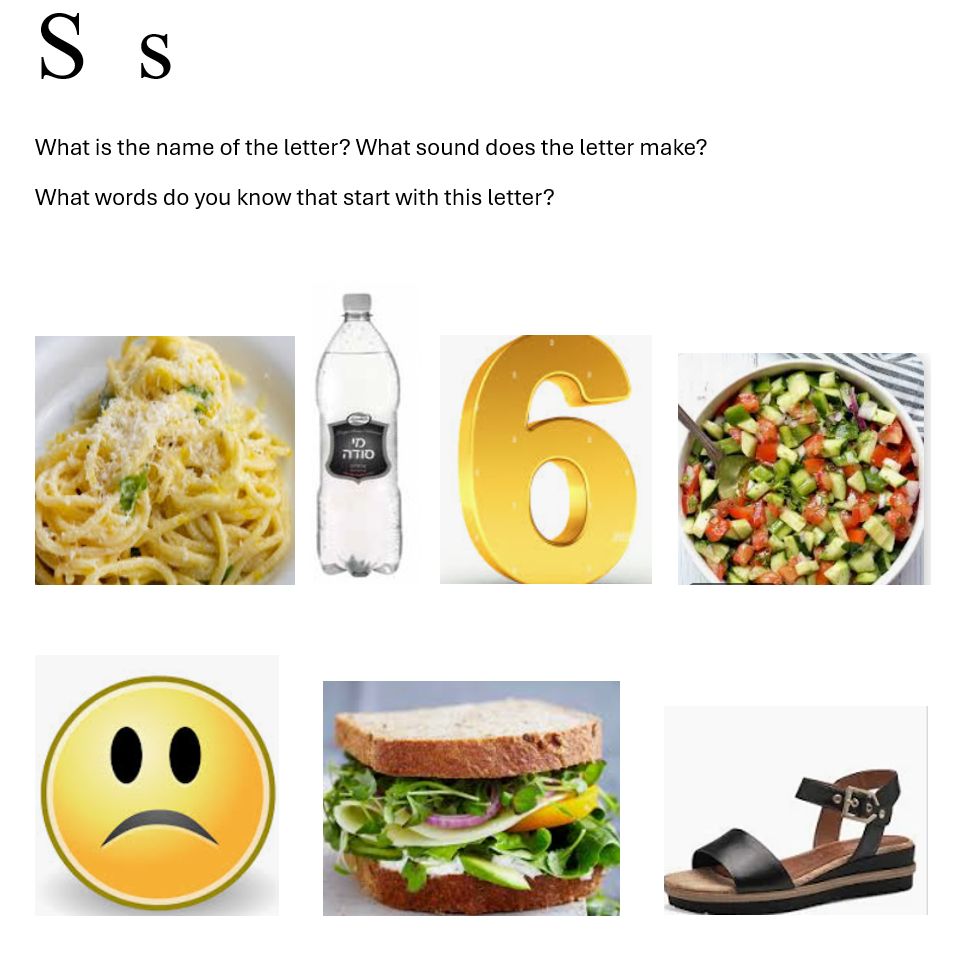 S s
What is the name of the letter? What sound does the letter make?
What words do you know that start with this letter?
מי
סודה
6